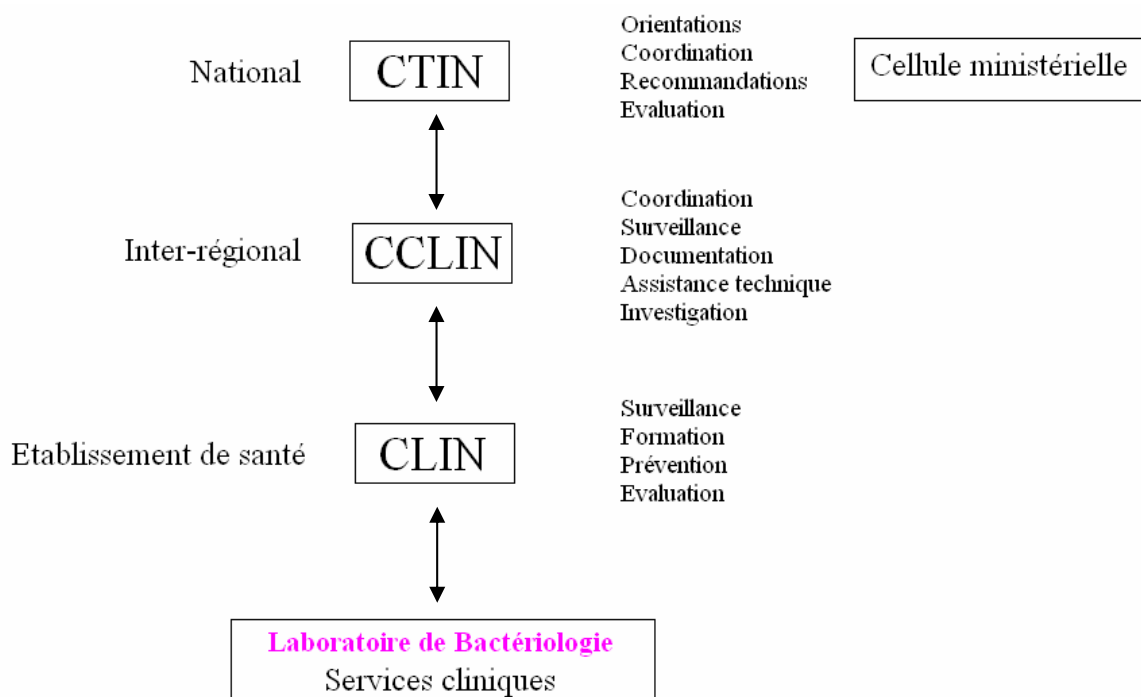 National
CTIN
Orientations
Coordination
Recommandations
Evaluation
Cellule ministérielle
Inter-régional
CCLIN
Coordination
Surveillance
Documentation
Assistance technique
Investigation
Etablissement de santé
CLIN
Surveillance
Formation
Prévention
Evaluation
Laboratoire de Bactériologie
Services cliniques